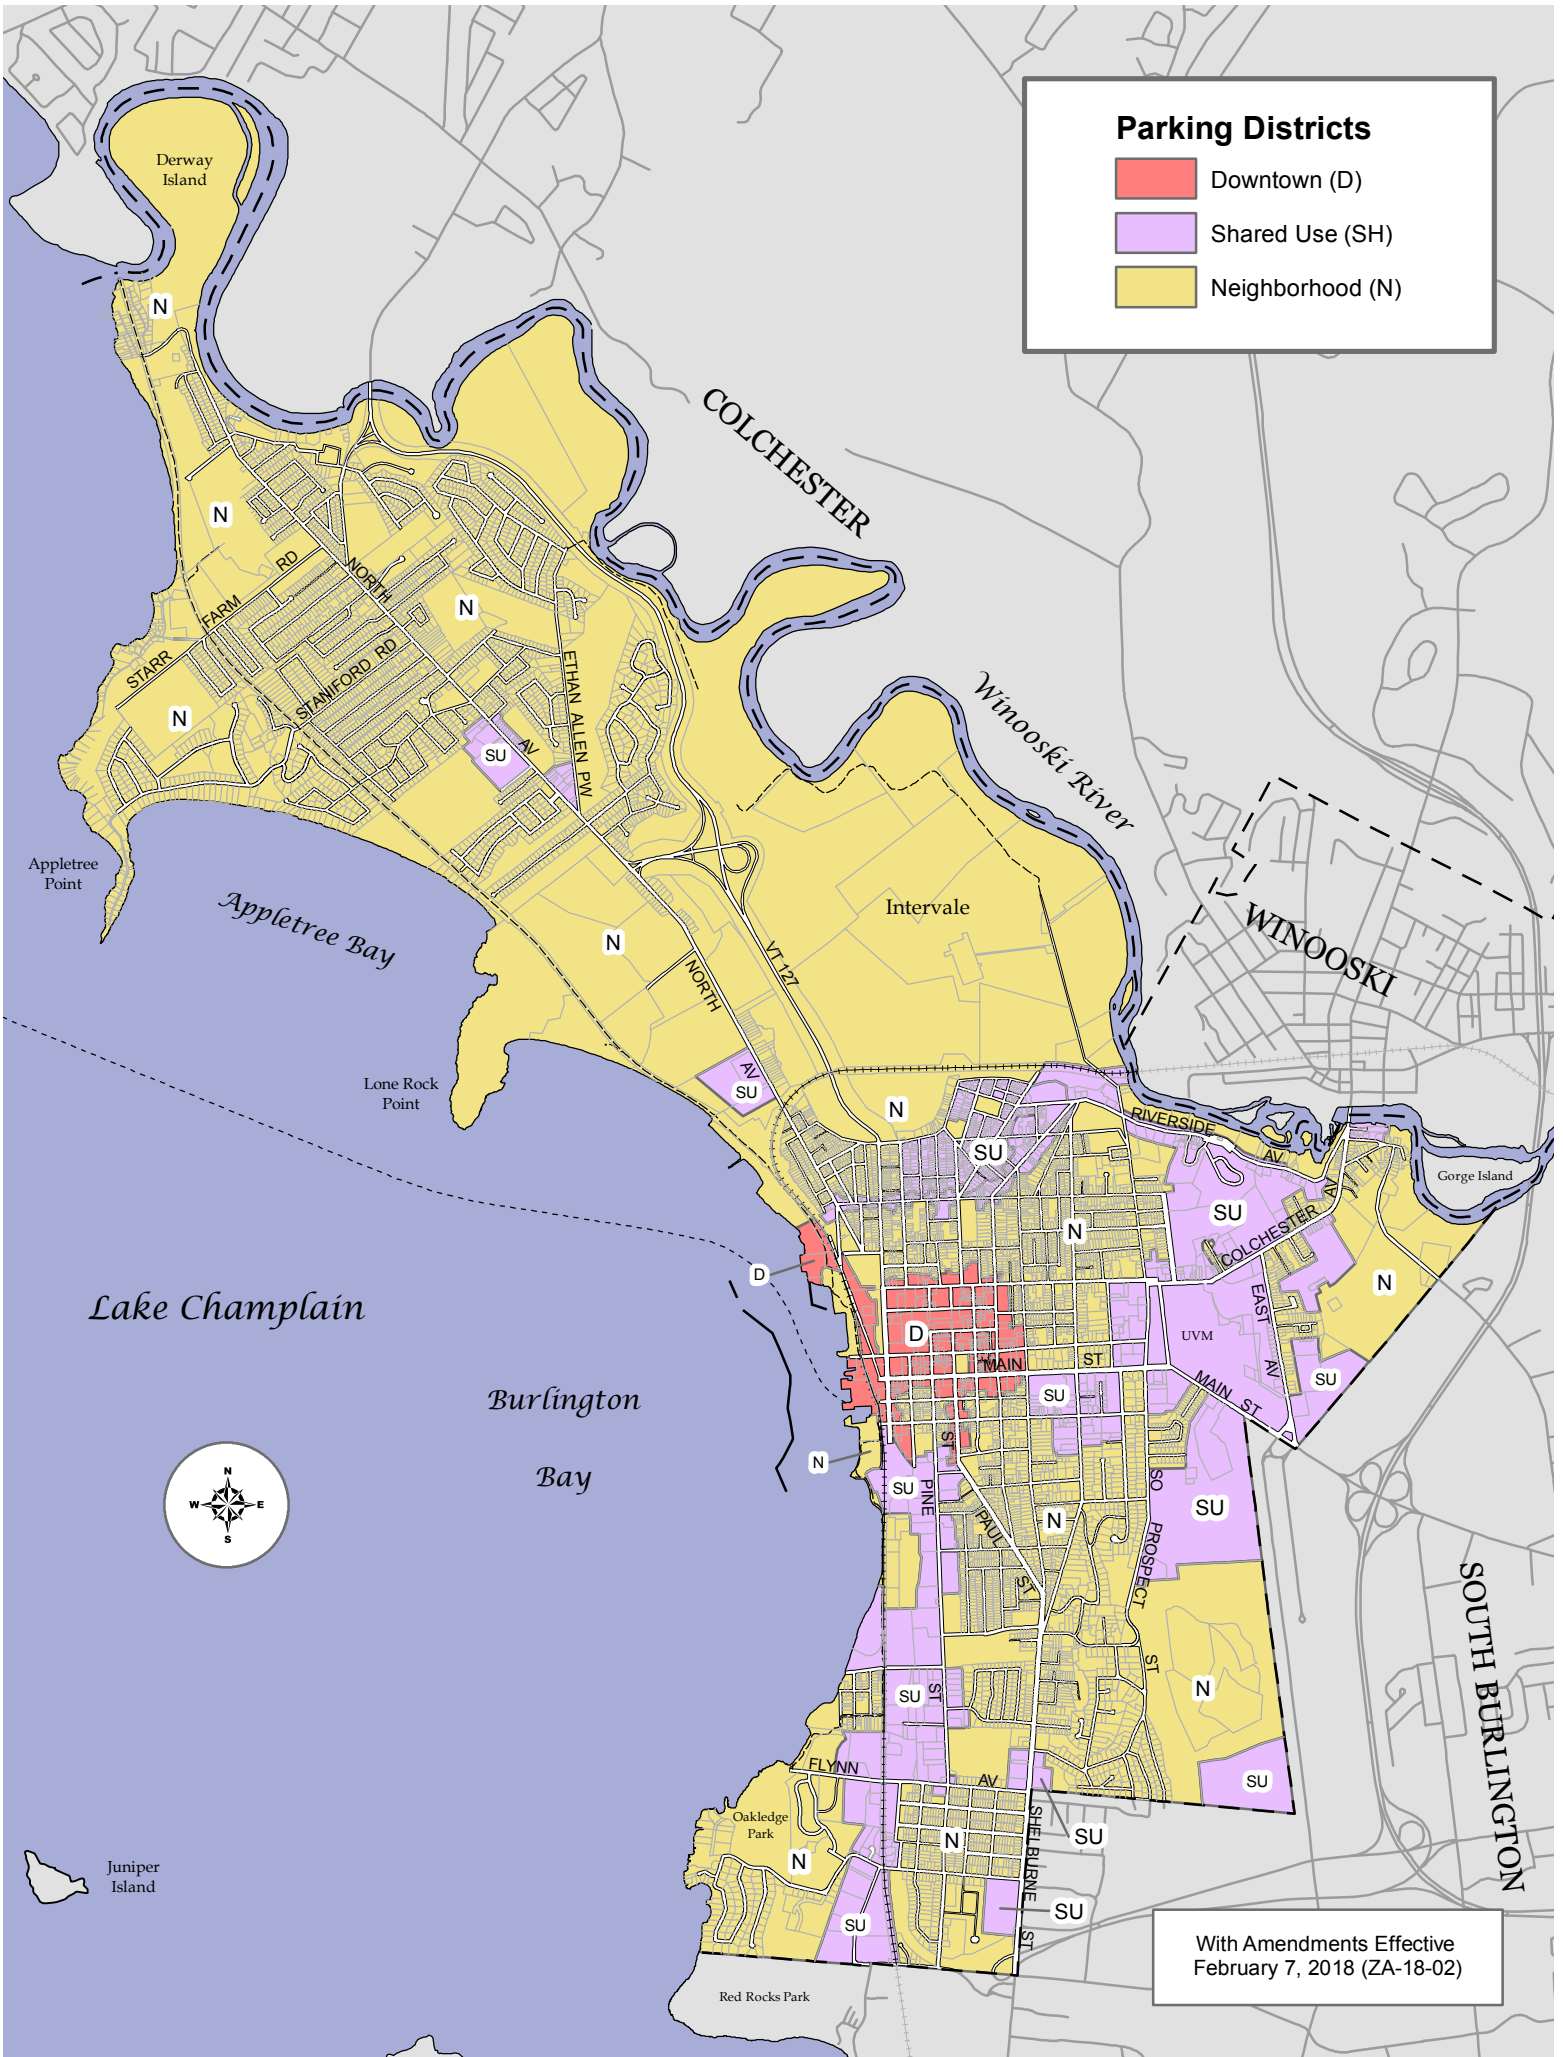 Parking Districts
Downtown (D)
Shared Use (SH)
Neighborhood (N)
Derway
Island
N
COLCHESTER
N
NORTH
STARR FARM RD
N
STANIFORD RD
ETHAN ALLEN PW
N
SU
AV
Winooski River
Appletree
Point
Appletree Bay
Intervale
WINOOSKI
N
NORTH
VT 127
AV
SU
Lone Rock
Point
N
RIVERSIDE
AV
SU
Gorge Island
AV
SU
N
COLCHESTER
D
N
EAST
Lake Champlain
D
UVM
MAIN
ST
AV
SU
SU
MAIN
ST
Burlington
Bay
ST
N
SU
PINE
SO
SU
N
PAUL
PROSPECT
ST
N
W
E
S
SOUTH BURLINGTON
ST
N
SU
ST
FLYNN
AV
SU
Oakledge
Park
SHELBURNE
SU
N
N
Juniper
Island
SU
SU
ST
With Amendments Effective
February 7, 2018 (ZA-18-02)
Red Rocks Park